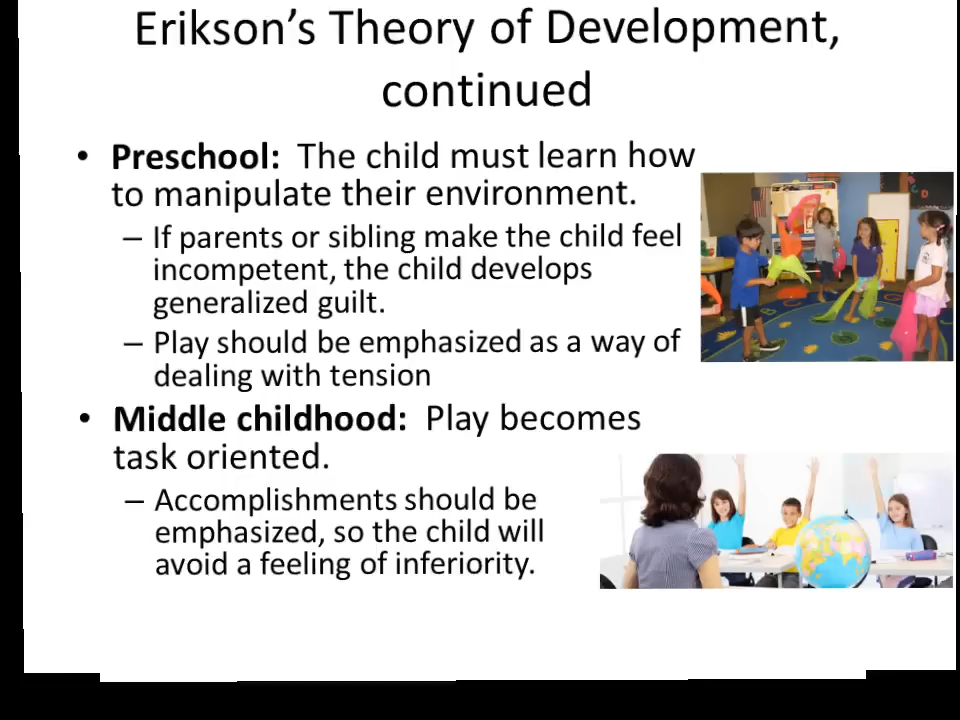 Erikson's Theory of Development,
continued
• Preschool: The child must learn how
to manipulate their environment.
– If parents or sibling make the child feel
incompetent, the child develops
generalized guilt.
– Play should be emphasized as a way of
dealing with tension
• Middle childhood: Play becomes
task oriented.
– Accomplishments should be
emphasized, so the child will
avoid a feeling of inferiority.